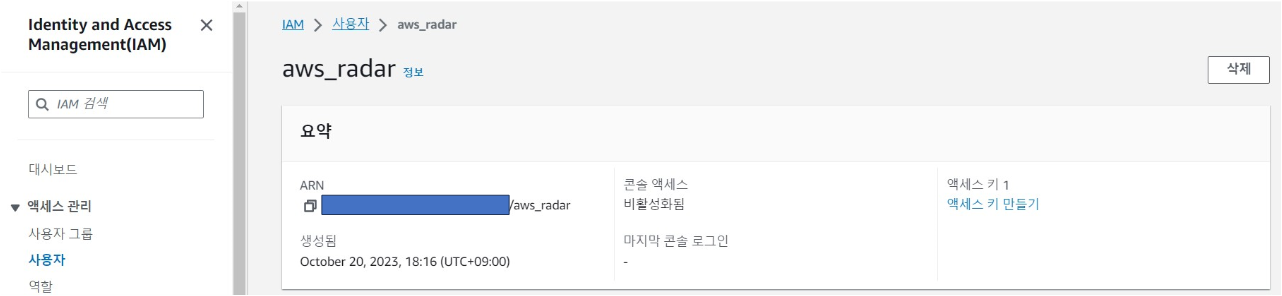 Identity and Access
Management(IAM)
IAM 검색
대시보드
액세스 관리
사용자 그룹
사용자
역할
IAM > 사용자 > aws_radar
aws_radar 정보
삭제
요약
ARN
/aws_radar
생성됨
October 20, 2023, 18:16 (UTC+09:00)
콘솔 액세스
비활성화됨
마지막 콘솔 로그인
-
액세스 키 1
액세스 키 만들기